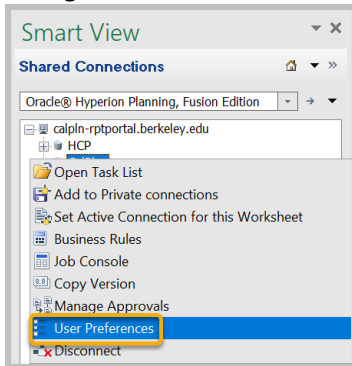 Smart View
Shared Connections
Oracle® Hyperion Planning, Fusion Edition
calpln-rptportal.berkeley.edu
HCP
Open Task List
Add to Private connections
Set Active Connection for this Worksheet
Business Rules
Job Console
Copy Version
Manage Approvals
User Preferences
Disconnect